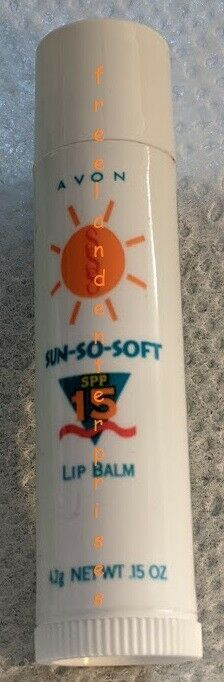 AVON
SUN-SO-SOFT
SPF
15
LIP BALM
4.2g NET WT .15 OZ
freelandenterprises